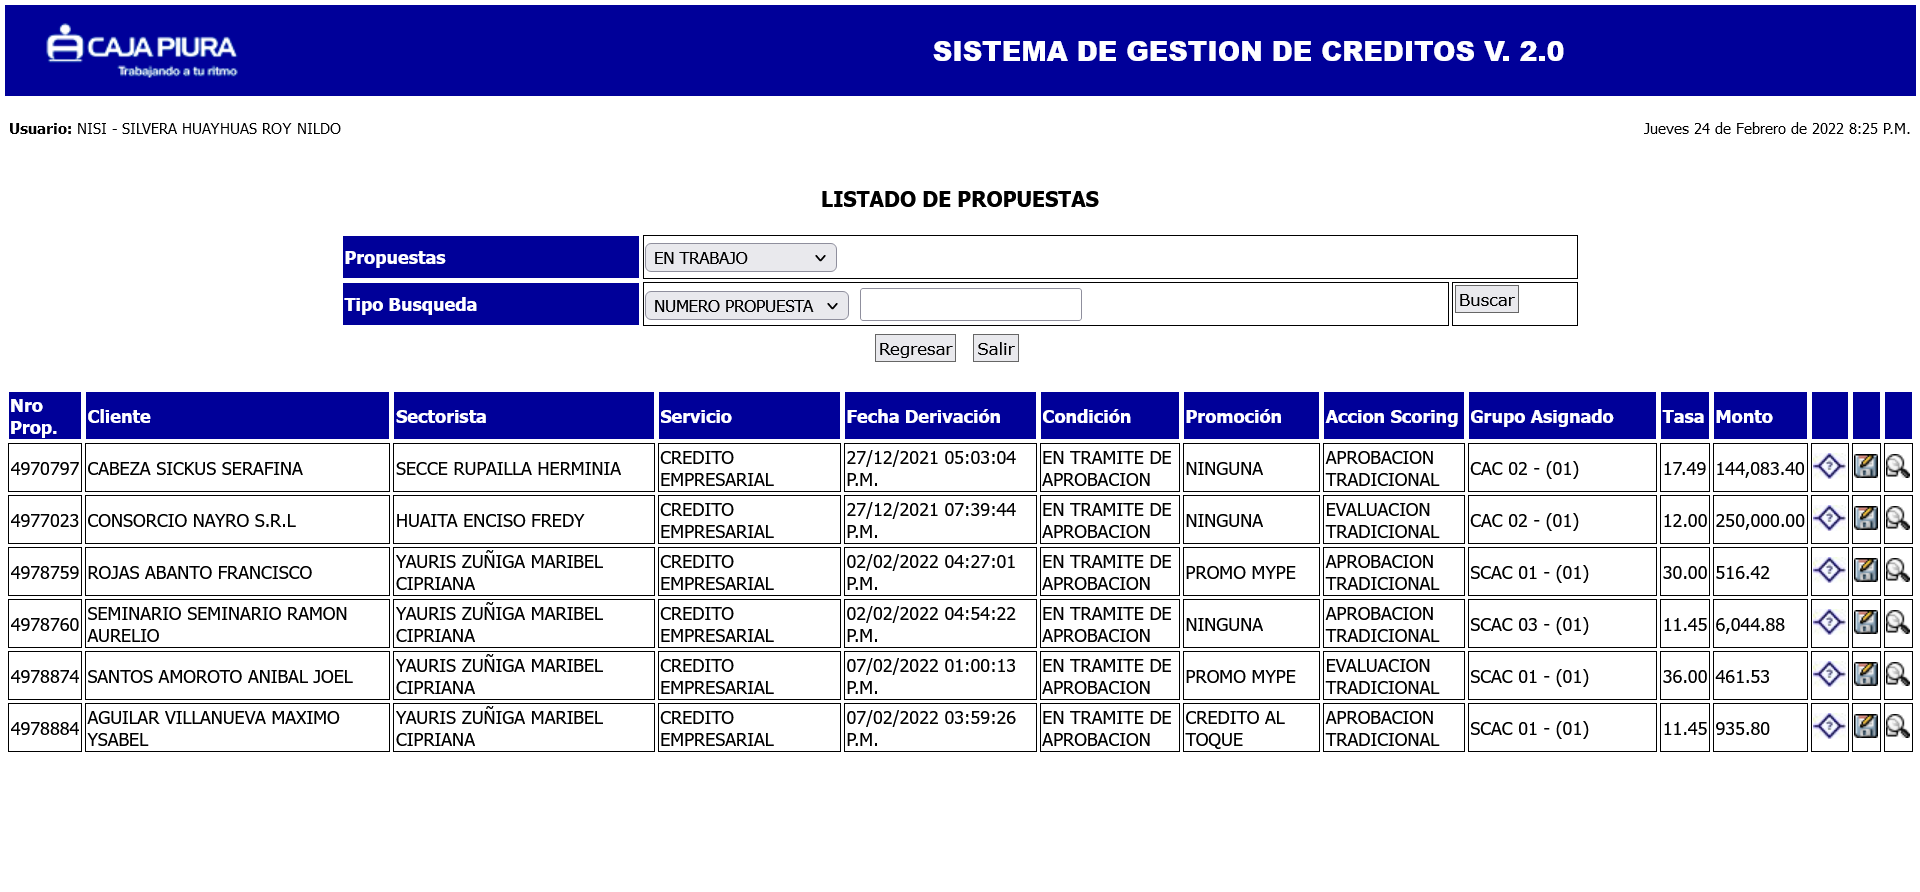 CAJA PIURA
Trabajando a tu ritmo
SISTEMA DE GESTION DE CREDITOS V. 2.0
Usuario: NISI - SILVERA HUAYHUAS ROY NILDO
Jueves 24 de Febrero de 2022 8:25 P.M.
LISTADO DE PROPUESTAS
Propuestas EN TRABAJO
Tipo Busqueda NUMERO PROPUESTA Buscar
Regresar Salir
Nro Prop. Cliente Sectorista Servicio Fecha Derivación Condición Promoción Accion Scoring Grupo Asignado Tasa Monto
4970797 CABEZA SICKUS SERAFINA SECCE RUPAILLA HERMINIA CREDITO EMPRESARIAL 27/12/2021 05:03:04 P.M. EN TRAMITE DE APROBACION NINGUNA APROBACION TRADICIONAL CAC 02 - (01) 17.49 144,083.40
4977023 CONSORCIO NAYRO S.R.L HUAITA ENCISO FREDY CREDITO EMPRESARIAL 27/12/2021 07:39:44 P.M. EN TRAMITE DE APROBACION NINGUNA EVALUACION TRADICIONAL CAC 02 - (01) 12.00 250,000.00
4978759 ROJAS ABANTO FRANCISCO YAURIS ZUÑIGA MARIBEL CIPRIANA CREDITO EMPRESARIAL 02/02/2022 04:27:01 P.M. EN TRAMITE DE APROBACION PROMO MYPE APROBACION TRADICIONAL SCAC 01 - (01) 30.00 516.42
4978760 SEMINARIO SEMINARIO RAMON AURELIO YAURIS ZUÑIGA MARIBEL CIPRIANA CREDITO EMPRESARIAL 02/02/2022 04:54:22 P.M. EN TRAMITE DE APROBACION NINGUNA APROBACION TRADICIONAL SCAC 03 - (01) 11.45 6,044.88
4978874 SANTOS AMOROTO ANIBAL JOEL YAURIS ZUÑIGA MARIBEL CIPRIANA CREDITO EMPRESARIAL 07/02/2022 01:00:13 P.M. EN TRAMITE DE APROBACION PROMO MYPE EVALUACION TRADICIONAL SCAC 01 - (01) 36.00 461.53
4978884 AGUILAR VILLANUEVA MAXIMO YSABEL YAURIS ZUÑIGA MARIBEL CIPRIANA CREDITO EMPRESARIAL 07/02/2022 03:59:26 P.M. EN TRAMITE DE APROBACION CREDITO AL TOQUE APROBACION TRADICIONAL SCAC 01 - (01) 11.45 935.80